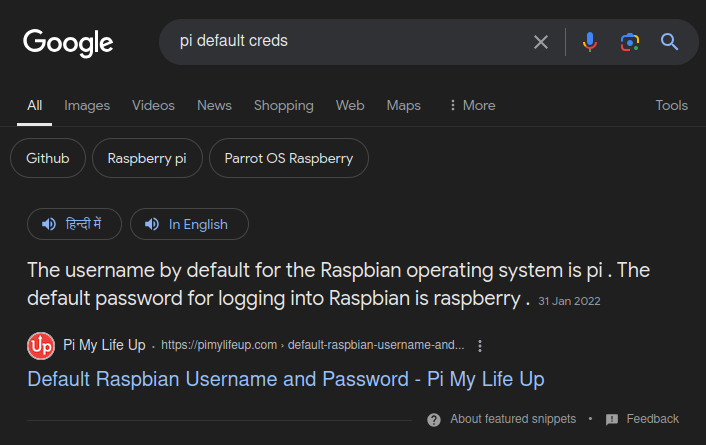 Google
pi default creds
All Images Videos News Shopping Web Maps More Tools
Github Raspberry pi Parrot OS Raspberry
हिन्दी में In English
The username by default for the Raspbian operating system is pi . The
default password for logging into Raspbian is raspberry . 31 Jan 2022
Up Pi My Life Up · https://pimylifeup.com › default-raspbian-username-and...
Default Raspbian Username and Password - Pi My Life Up
About featured snippets • Feedback